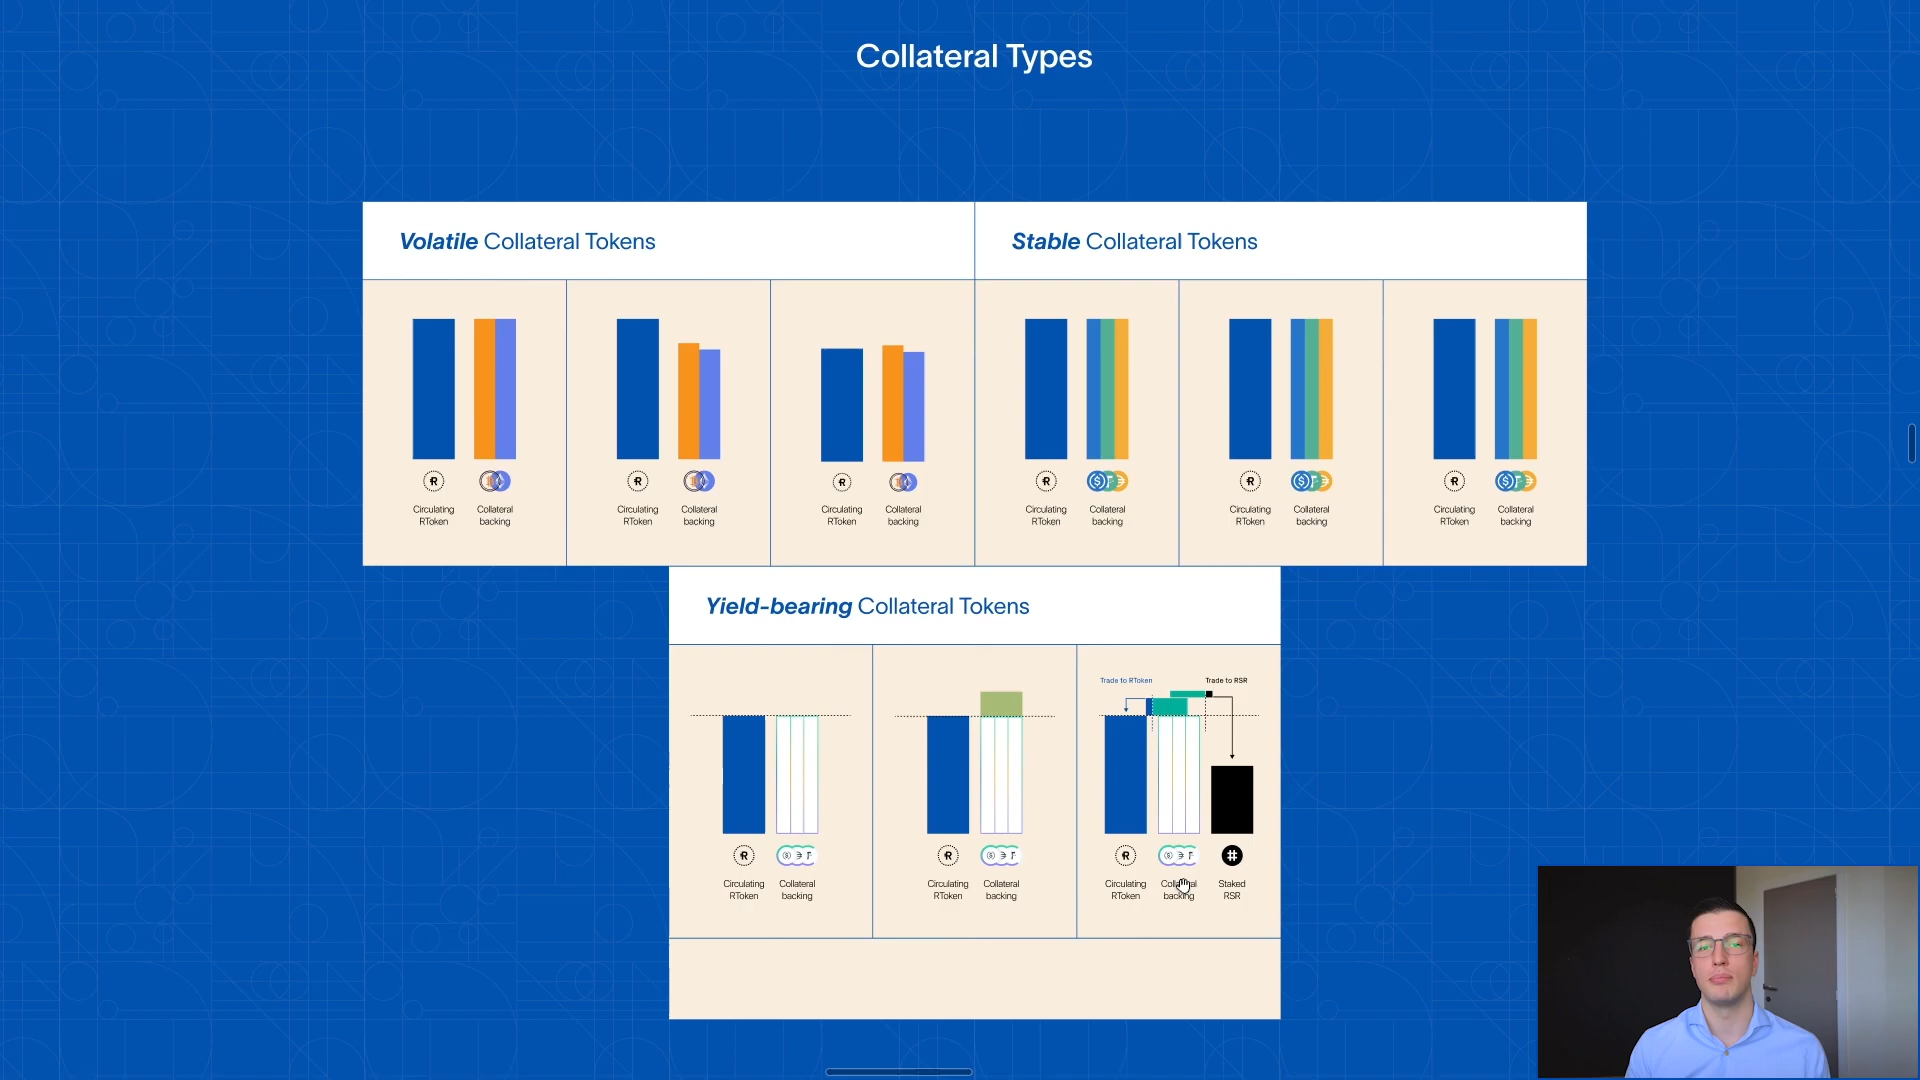 Collateral Types
Volatile Collateral Tokens
Stable Collateral Tokens
Circulating
RToken
Collateral
backing
Circulating
RToken
Collateral
backing
Circulating
RToken
Collateral
backing
Circulating
RToken
Collateral
backing
Circulating
RToken
Collateral
backing
Circulating
RToken
Collateral
backing
Yield-bearing Collateral Tokens
Trade to RToken
Trade to RSR
Circulating
RToken
Collateral
backing
Circulating
RToken
Collateral
backing
Circulating
RToken
Collateral
backing
Staked
RSR